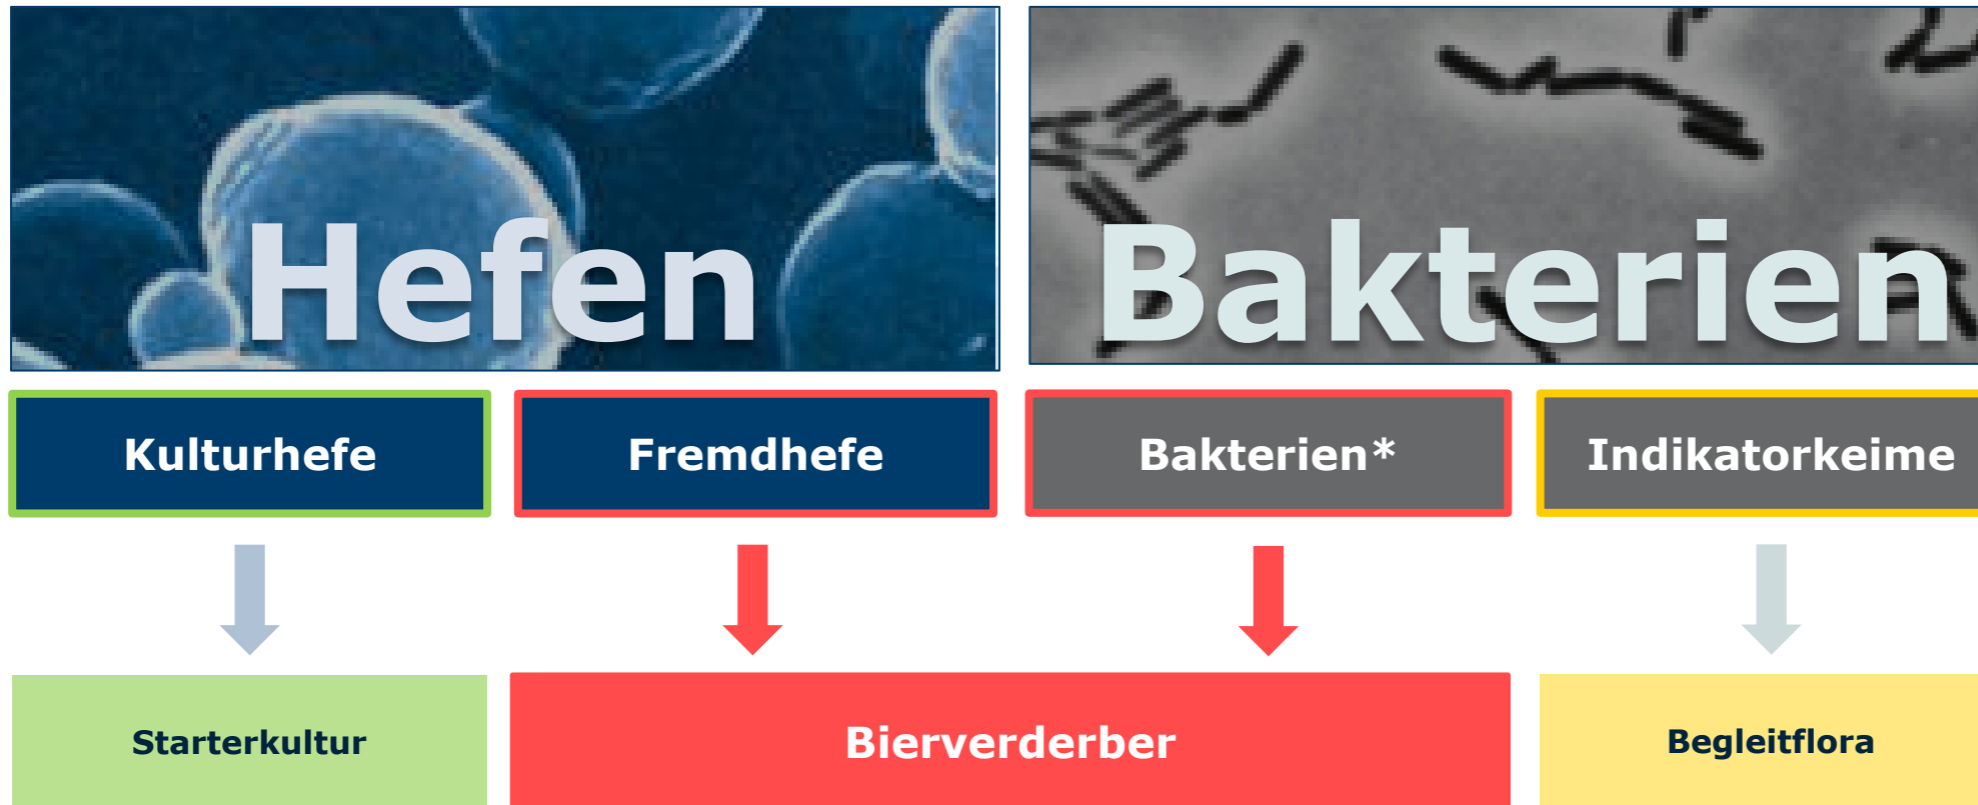 Hefen
Bakterien
Kulturhefe
Fremdhefe
Bakterien*
Indikatorkeime
Starterkultur
Bierverderber
Begleitflora